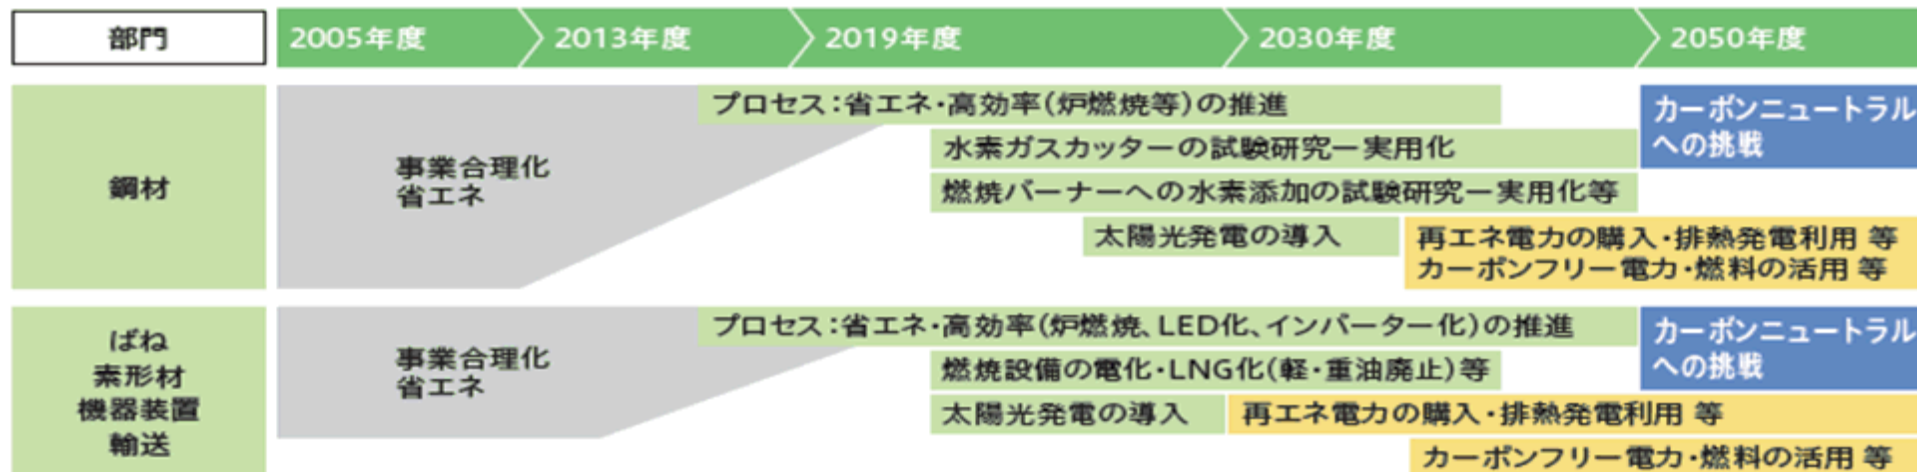 部門
2005年度
2013年度
2019年度
2030年度
2050年度
鋼材
事業合理化
省エネ
プロセス：省エネ・高効率（炉燃焼等）の推進
水素ガスカッターの試験研究ー実用化
燃焼バーナーへの水素添加の試験研究ー実用化等
太陽光発電の導入
再エネ電力の購入・排熱発電利用 等
カーボンフリー電力・燃料の活用 等
カーボンニュートラル
への挑戦
ばね
素形材
機器装置
輸送
事業合理化
省エネ
プロセス：省エネ・高効率（炉燃焼、LED化、インバーター化）の推進
燃焼設備の電化・LNG化（軽・重油廃止）等
太陽光発電の導入
再エネ電力の購入・排熱発電利用 等
カーボンフリー電力・燃料の活用 等
カーボンニュートラル
への挑戦